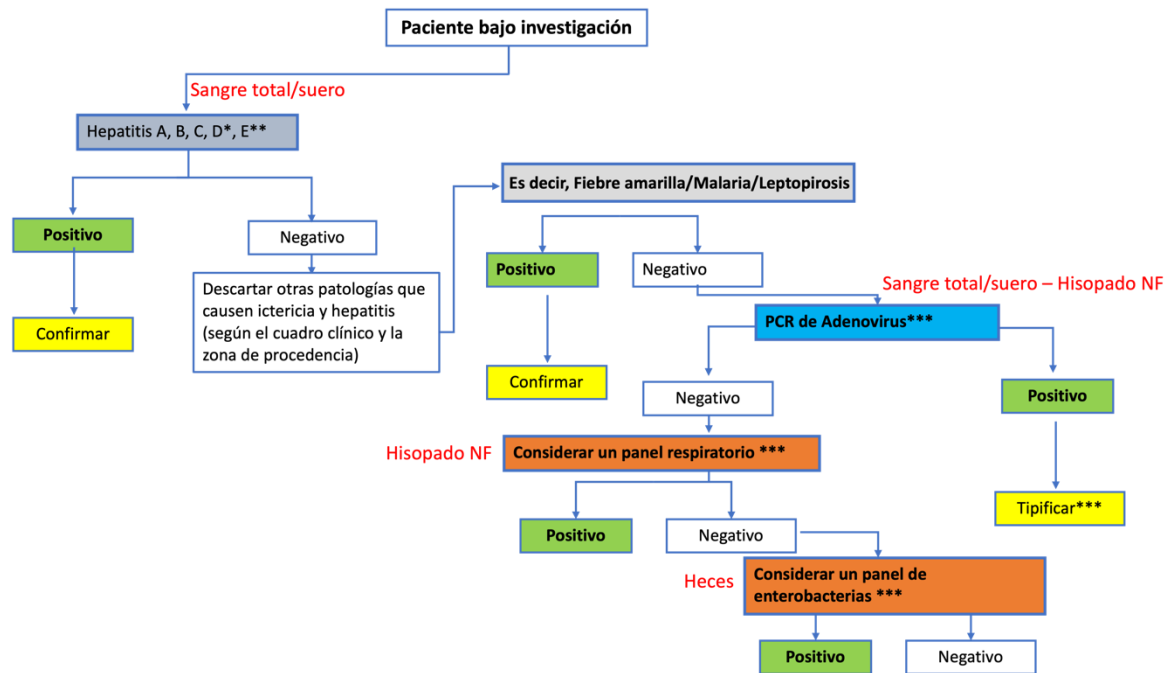 Paciente bajo investigación
Sangre total/suero
Hepatitis A, B, C, D*, E**
Es decir, Fiebre amarilla/Malaria/Leptopirosis
Positivo
Negativo
Confirmar
Descartar otras patologías que
causen ictericia y hepatitis
(según el cuadro clínico y la
zona de procedencia)
Positivo
Negativo
Confirmar
Sangre total/suero – Hisopado NF
PCR de Adenovirus***
Negativo
Positivo
Tipificar***
Hisopado NF
Considerar un panel respiratorio ***
Positivo
Negativo
Heces
Considerar un panel de
enterobacterias ***
Positivo
Negativo